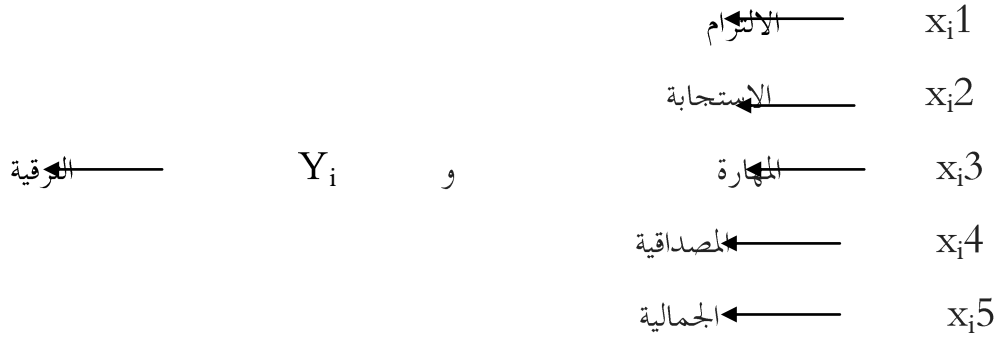 xi1 الالتزام
xi2 الاستجابة
xi3 المهارة و Yi الترقية
xi4 المصداقية
xi5 الجمالية